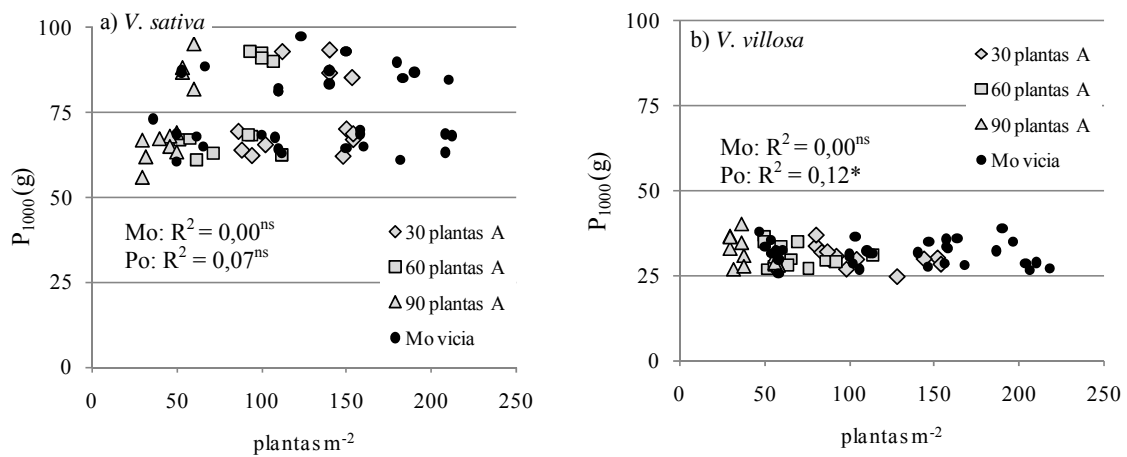 a) V. sativa
100
75
50
25
0
P1000 (g)
Mo: R² = 0,00ns
Po: R² = 0,07ns
30 plantas A
60 plantas A
90 plantas A
Mo vicia
0 50 100 150 200 250
plantas m-2
b) V. villosa
100
75
50
25
0
P1000 (g)
30 plantas A
60 plantas A
90 plantas A
Mo vicia
Mo: R² = 0,00ns
Po: R² = 0,12*
0 50 100 150 200 250
plantas m-2